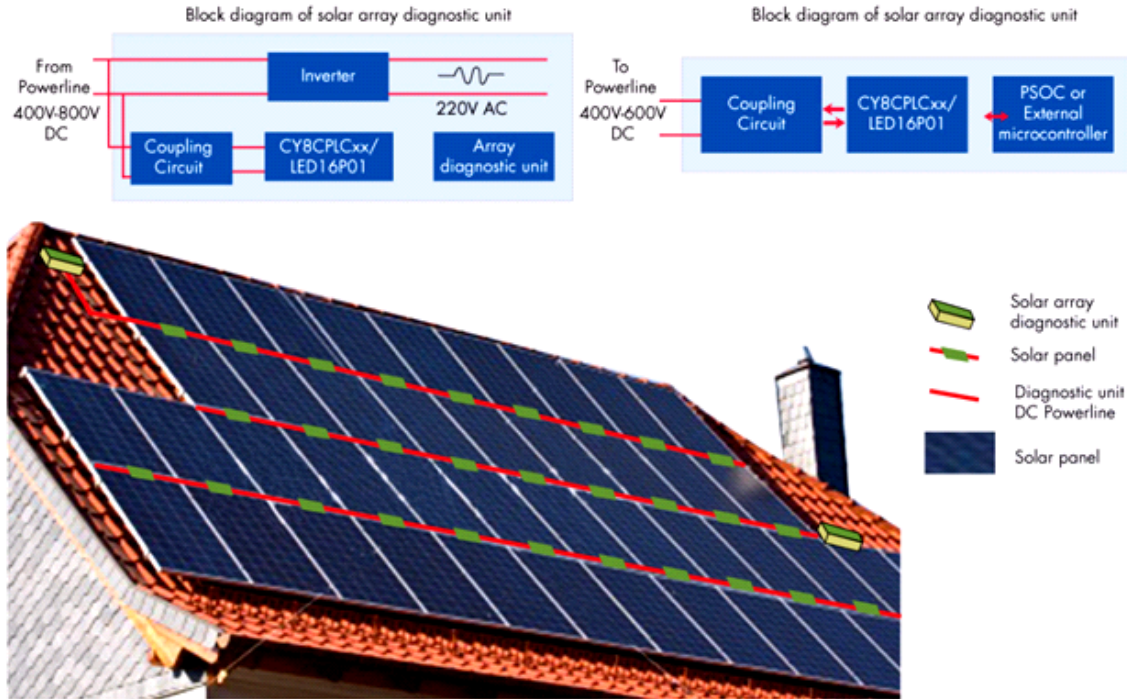 Block diagram of solar array diagnostic unit
From
Powerline
400V-800V
DC
Inverter
220V AC
Coupling
Circuit
CY8CPLCxx/
LED16P01
Array
diagnostic unit
Block diagram of solar array diagnostic unit
To
Powerline
400V-600V
DC
Coupling
Circuit
CY8CPLCxx/
LED16P01
PSOC or
External
microcontroller
Solar array
diagnostic unit
Solar panel
Diagnostic unit
DC Powerline
Solar panel